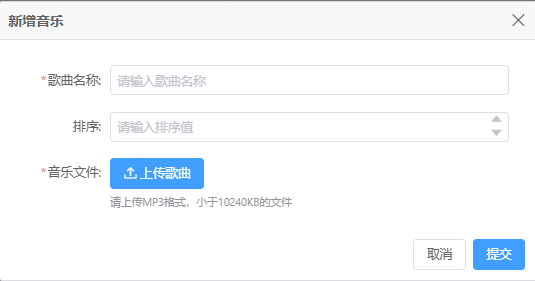 新增音乐
*歌曲名称:
请输入歌曲名称
排序:
请输入排序值
*音乐文件:
上传歌曲
请上传MP3格式，小于10240KB的文件
取消
提交